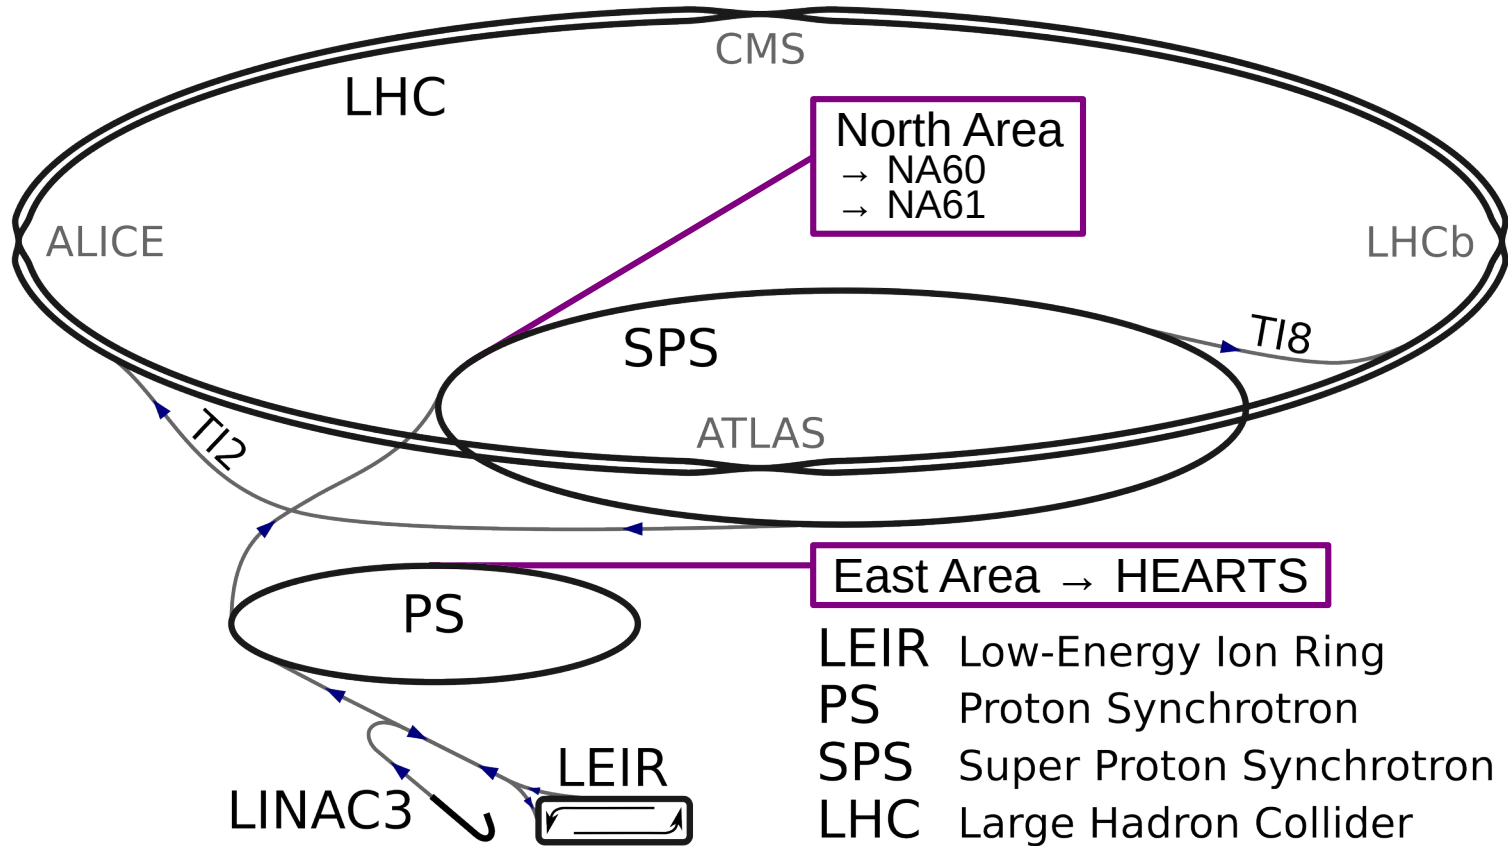 CMS
LHC
North Area
→ NA60
→ NA61
ALICE
LHCb
TI8
SPS
TI2
ATLAS
East Area → HEARTS
PS
LEIR Low-Energy Ion Ring
PS Proton Synchrotron
SPS Super Proton Synchrotron
LHC Large Hadron Collider
LEIR
LINAC3